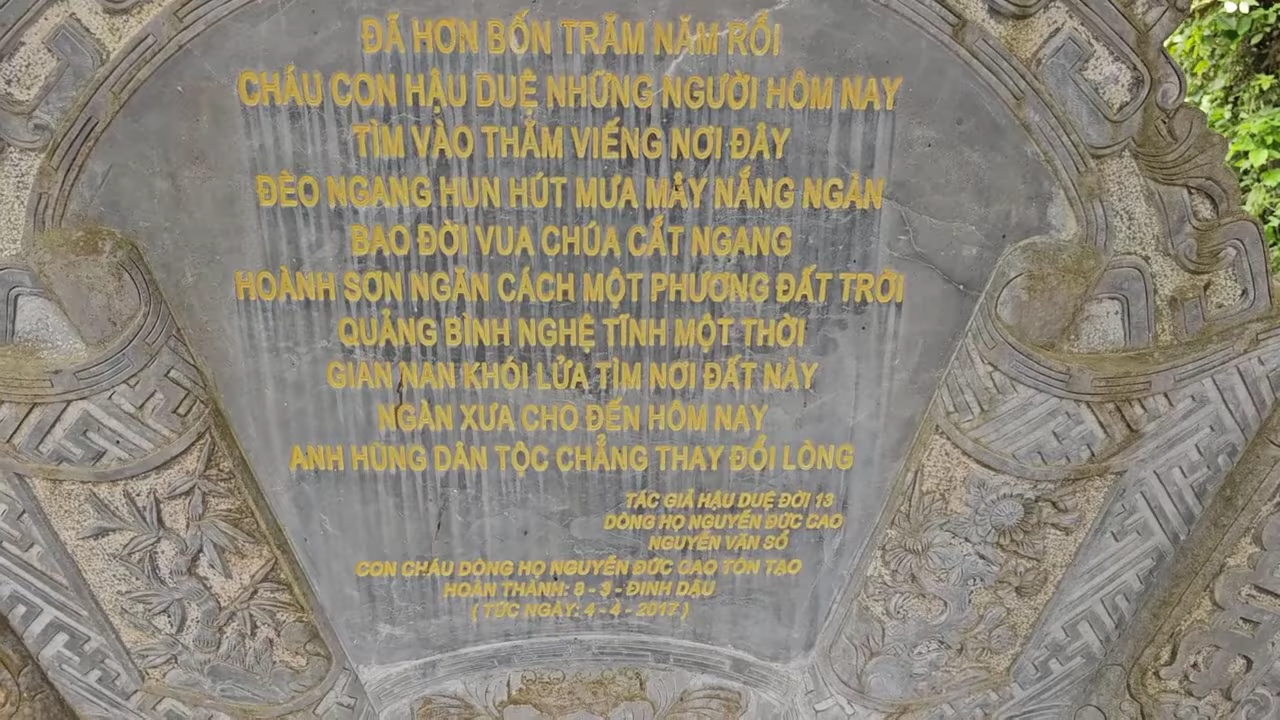 ĐÃ HƠN BỐN TRĂM NĂM RỒI
CHÁU CON HẬU DUỆ NHỮNG NGƯỜI HÔM NAY
TÌM VÀO THĂM VIẾNG NƠI ĐÂY
ĐÈO NGANG HUN HÚT MƯA MÂY NẮNG NGÀN
BAO ĐỜI VUA CHÚA CẮT NGANG
HOÀNH SƠN NGĂN CÁCH MỘT PHƯƠNG ĐẤT TRỜI
QUẢNG BÌNH NGHỆ TĨNH MỘT THỜI
GIAN NAN KHÓI LỬA TÌM NƠI ĐẤT NÀY
NGÀN XƯA CHO ĐẾN HÔM NAY
ANH HÙNG DÂN TỘC CHẲNG THAY ĐỔI LÒNG
TÁC GIẢ HẬU DUỆ ĐỜI 13
DÒNG HỌ NGUYỄN ĐỨC CAO
NGUYỄN VĂN SỔ
CON CHÁU DÒNG HỌ NGUYỄN ĐỨC CAO TÔN TẠO
HOÀN THÀNH: 8 - 3 - ĐINH DẬU
( TỨC NGÀY: 4 - 4 - 2017 )